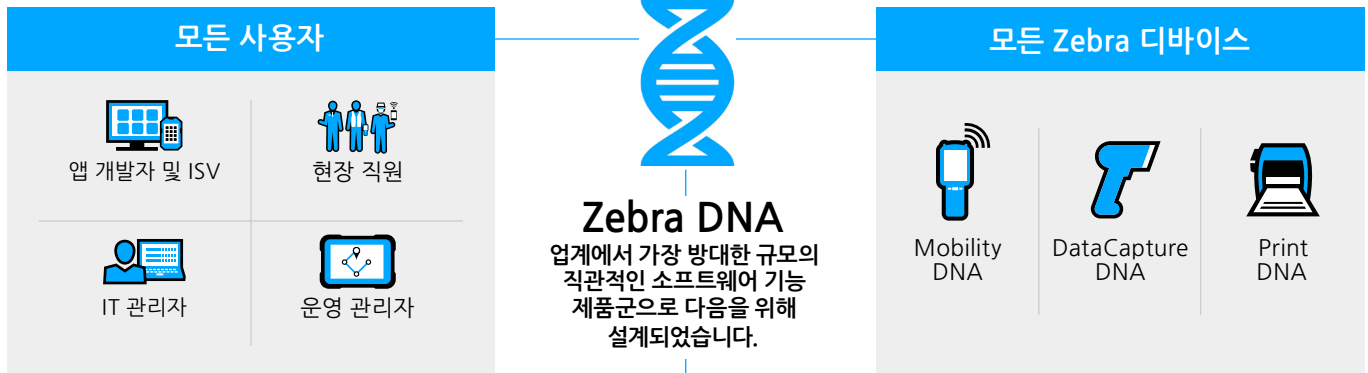 모든 사용자
앱 개발자 및 ISV
현장 직원
IT 관리자
운영 관리자
Zebra DNA
업계에서 가장 방대한 규모의
직관적인 소프트웨어 기능
제품군으로 다음을 위해
설계되었습니다.
모든 Zebra 디바이스
Mobility
DNA
DataCapture
DNA
Print
DNA